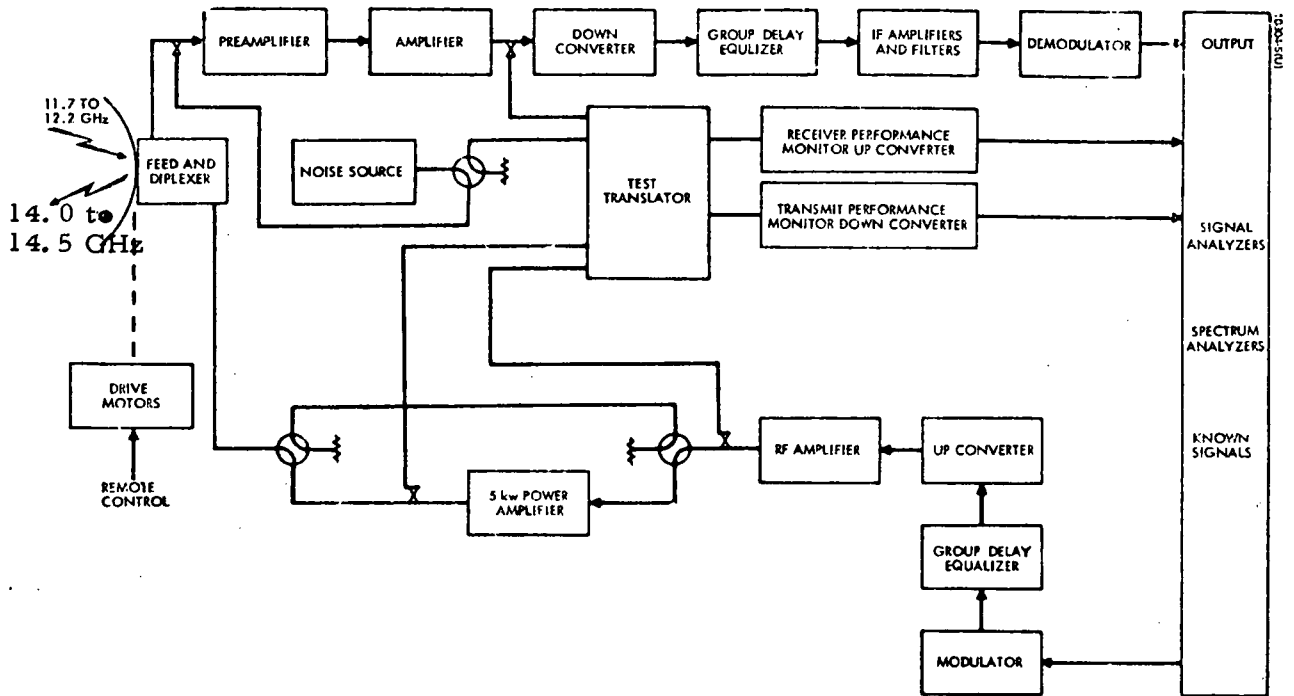 PREAMPLIFIER
AMPLIFIER
DOWN
CONVERTER
GROUP DELAY
EQULIZER
IF AMPLIFIERS
AND FILTERS
DEMODULATOR
OUTPUT
11.7 TO
12.2 GHz
FEED AND
DIPLEXER
14.0 to
14.5 GHz
NOISE SOURCE
TEST
TRANSLATOR
RECEIVER PERFORMANCE
MONITOR UP CONVERTER
TRANSMIT PERFORMANCE
MONITOR DOWN CONVERTER
SIGNAL
ANALYZERS
SPECTRUM
ANALYZERS
KNOWN
SIGNALS
DRIVE
MOTORS
REMOTE
CONTROL
5 kw POWER
AMPLIFIER
RF AMPLIFIER
UP CONVERTER
GROUP DELAY
EQUALIZER
MODULATOR